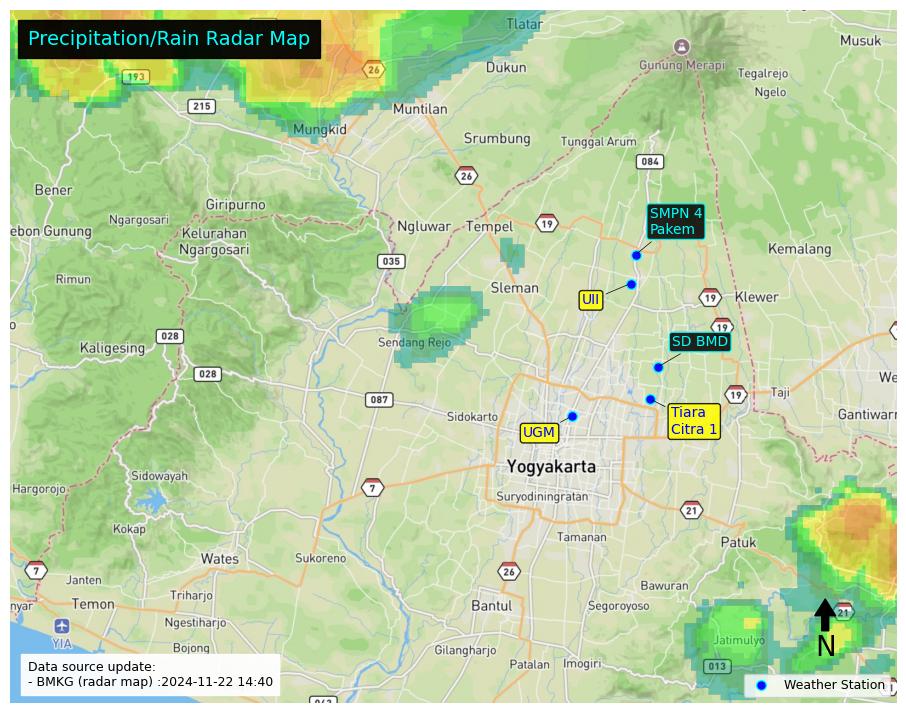 Precipitation/Rain Radar Map
Tlatar
Musuk
Gunung Merapi
Dukun
26
Tegalrejo
193
Ngelo
215
Muntilan
Mungkid
Srumbung
Tunggal Arum
084
26
Bener
Giripurno
SMPN 4
Pakem
Ngargosari
Ngluwar
Tempel
19
ebon Gunung
Kelurahan
Ngargosari
Kemalang
035
Rimun
Sleman
UII
19
Klewer
o
19
028
Sendang Rejo
SD BMD
Kaligesing
028
We
087
19
Taji
Sidokarto
Tiara
Citra 1
Gantiwarn
UGM
Yogyakarta
Sidowayah
Hargorojo
7
Suryodiningratan
21
Kokap
Tamanan
Patuk
Wates
Sukoreno
7
26
Janten
Bawuran
Triharjo
nyar
Temon
Bantul
Segoroyoso
21
Ngestiharjo
YIA
Jatimulyo
N
Bojong
Gilangharjo
Patalan
Imogiri
013
Data source update:
- BMKG (radar map) :2024-11-22 14:40
Weather Station